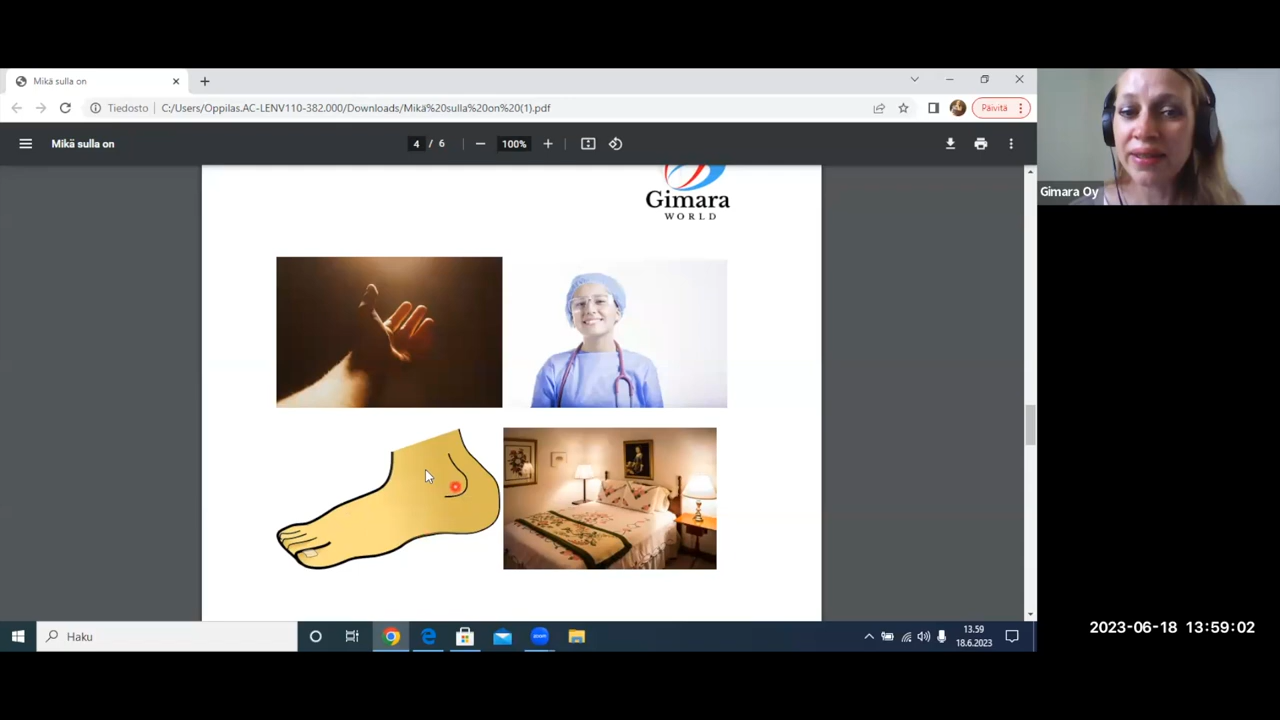 Mikä sulla on
Tiedosto
C:/Users/Oppilas.AC-LENV110-382.000/Downloads/Mikä%20sulla%20on%20(1).pdf
Päivitä
Mikä sulla on
4 / 6
100%
Gimara Oy
Gimara
WORLD
Haku
zoom
13.59
18.6.2023
2023-06-18 13:59:02